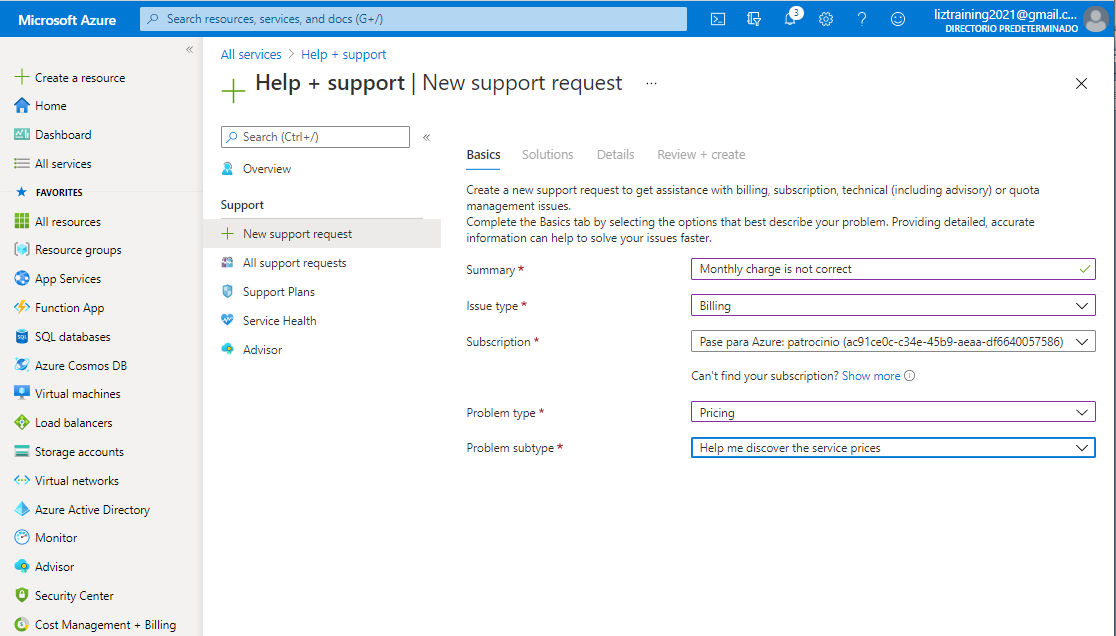 Microsoft Azure
Search resources, services, and docs (G+/)
3
liztraining2021@gmail.c...
DIRECTORIO PREDETERMINADO
«
Create a resource
Home
Dashboard
All services
FAVORITES
All resources
Resource groups
App Services
Function App
SQL databases
Azure Cosmos DB
Virtual machines
Load balancers
Storage accounts
Virtual networks
Azure Active Directory
Monitor
Advisor
Security Center
Cost Management + Billing
All services > Help + support
Help + support | New support request ...
Search (Ctrl+/)
«
Overview
Support
New support request
All support requests
Support Plans
Service Health
Advisor
Basics Solutions Details Review + create
Create a new support request to get assistance with billing, subscription, technical (including advisory) or quota
management issues.
Complete the Basics tab by selecting the options that best describe your problem. Providing detailed, accurate
information can help to solve your issues faster.
Summary * Monthly charge is not correct
Issue type * Billing
Subscription * Pase para Azure: patrocinio (ac91ce0c-c34e-45b9-aeaa-df6640057586)
Can't find your subscription? Show more
Problem type * Pricing
Problem subtype * Help me discover the service prices